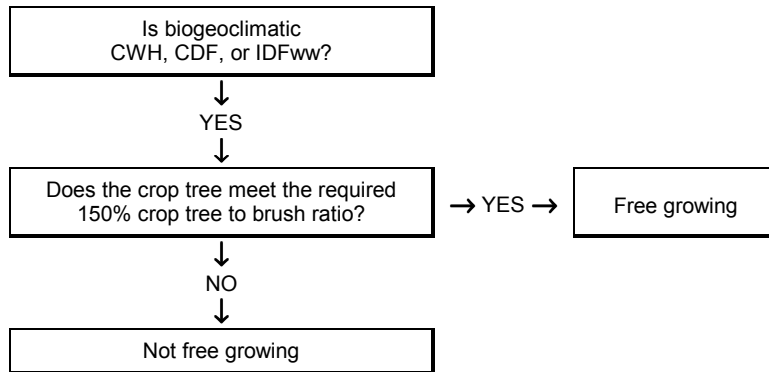 Is biogeoclimatic
CWH, CDF, or IDFww?
YES
Does the crop tree meet the required
150% crop tree to brush ratio?
YES
Free growing
NO
Not free growing